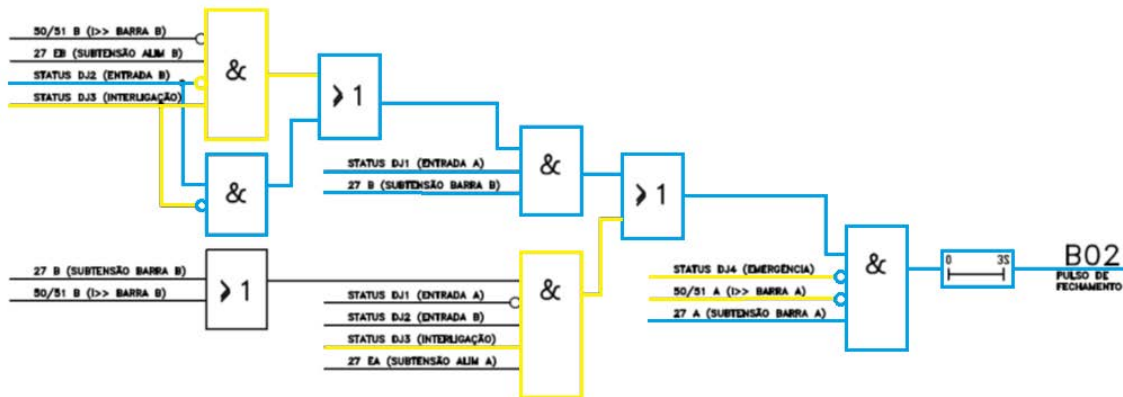 50/51 B (I>> BARRA B)
27 EB (SUBTENSÃO ALIM B)
STATUS DJ2 (ENTRADA B)
STATUS DJ3 (INTERLIGAÇÃO)
&
>1
&
STATUS DJ1 (ENTRADA A)
27 B (SUBTENSÃO BARRA B)
&
>1
27 B (SUBTENSÃO BARRA B)
50/51 B (I>> BARRA B)
>1
STATUS DJ1 (ENTRADA A)
STATUS DJ2 (ENTRADA B)
STATUS DJ3 (INTERLIGAÇÃO)
27 EA (SUBTENSÃO ALIM A)
&
STATUS DJ4 (EMERGÊNCIA)
50/51 A (I>> BARRA A)
27 A (SUBTENSÃO BARRA A)
&
0 3S
B02
PULSO DE
FECHAMENTO